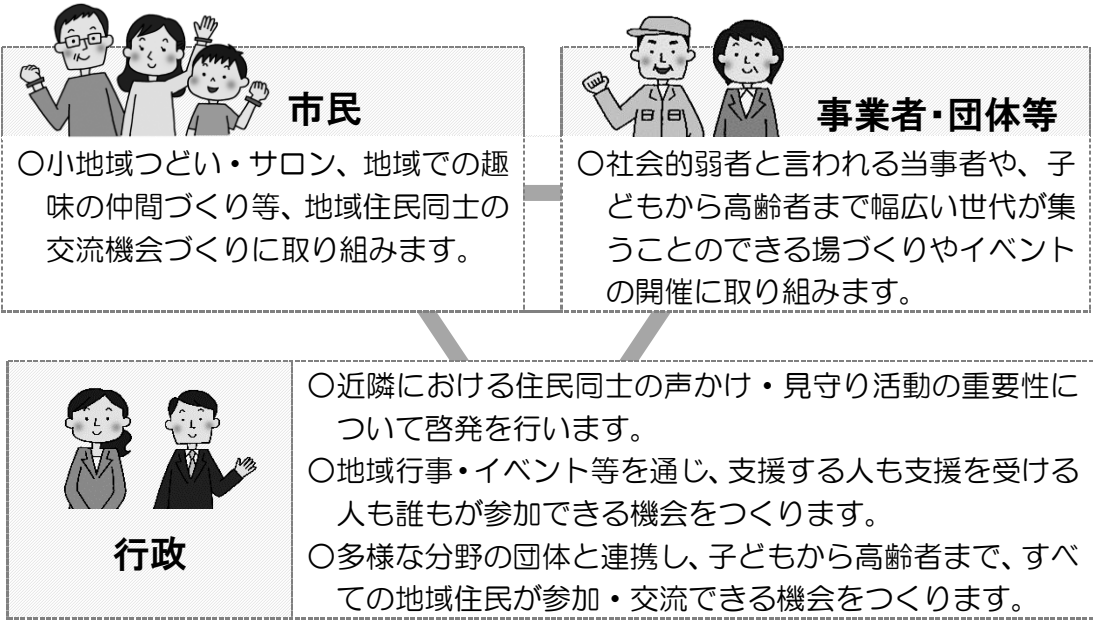 市民
〇小地域つどい・サロン、地域での趣
味の仲間づくり等、地域住民同士の
交流機会づくりに取り組みます。
事業者・団体等
〇社会的弱者と言われる当事者や、子
どもから高齢者まで幅広い世代が集
うことのできる場づくりやイベント
の開催に取り組みます。
行政
〇近隣における住民同士の声かけ・見守り活動の重要性に
ついて啓発を行います。
〇地域行事・イベント等を通じ、支援する人も支援を受ける
人も誰もが参加できる機会をつくります。
〇多様な分野の団体と連携し、子どもから高齢者まで、すべ
ての地域住民が参加・交流できる機会をつくります。